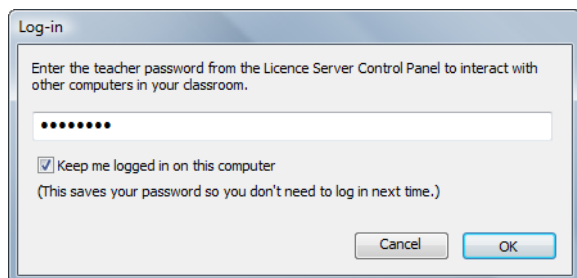 Log-in
Enter the teacher password from the Licence Server Control Panel to interact with
other computers in your classroom.
••••••••
Keep me logged in on this computer
(This saves your password so you don't need to log in next time.)
Cancel OK